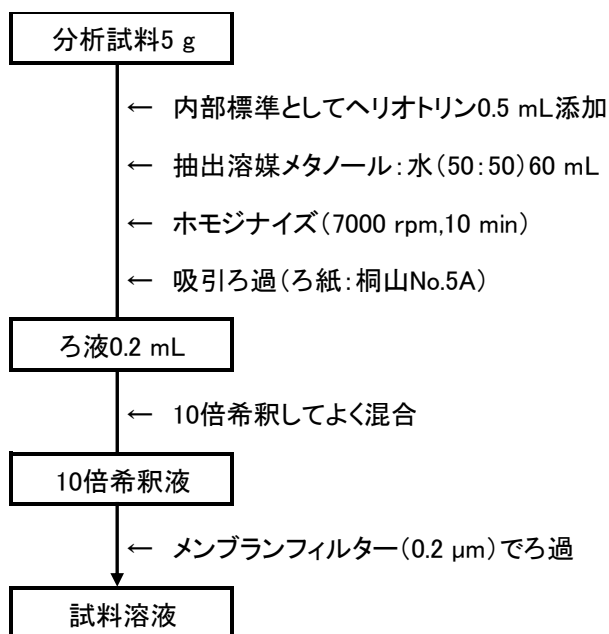 分析試料5 g
← 内部標準としてヘリオトリン0.5 mL添加
← 抽出溶媒メタノール:水(50:50)60 mL
← ホモジナイズ(7000 rpm,10 min)
← 吸引ろ過(ろ紙:桐山No.5A)
ろ液0.2 mL
← 10倍希釈してよく混合
10倍希釈液
← メンブランフィルター(0.2 μm)でろ過
試料溶液